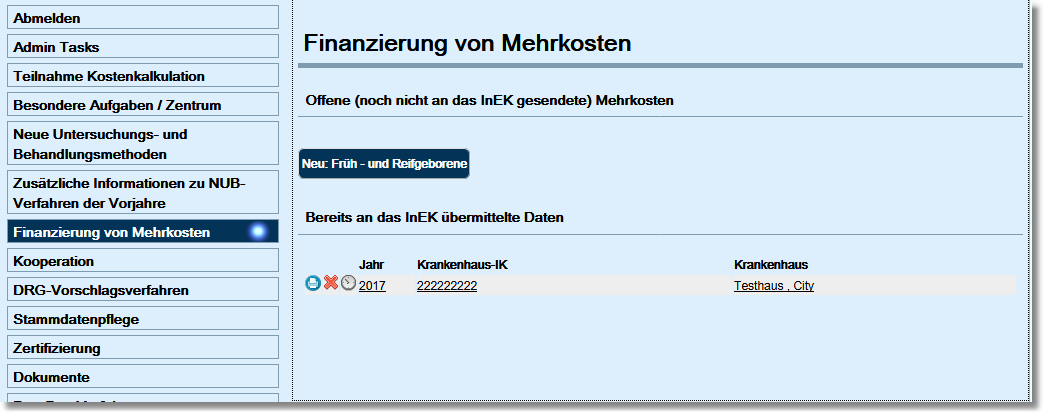 Abmelden
Admin Tasks
Teilnahme Kostenkalkulation
Besondere Aufgaben / Zentrum
Neue Untersuchungs- und
Behandlungsmethoden
Zusätzliche Informationen zu NUB-
Verfahren der Vorjahre
Finanzierung von Mehrkosten
Kooperation
DRG-Vorschlagsverfahren
Stammdatenpflege
Zertifizierung
Dokumente
Finanzierung von Mehrkosten
Offene (noch nicht an das InEK gesendete) Mehrkosten
Neu: Früh - und Reifgeborene
Bereits an das InEK übermittelte Daten
Jahr Krankenhaus-IK Krankenhaus
2017 222222222 Testhaus , City